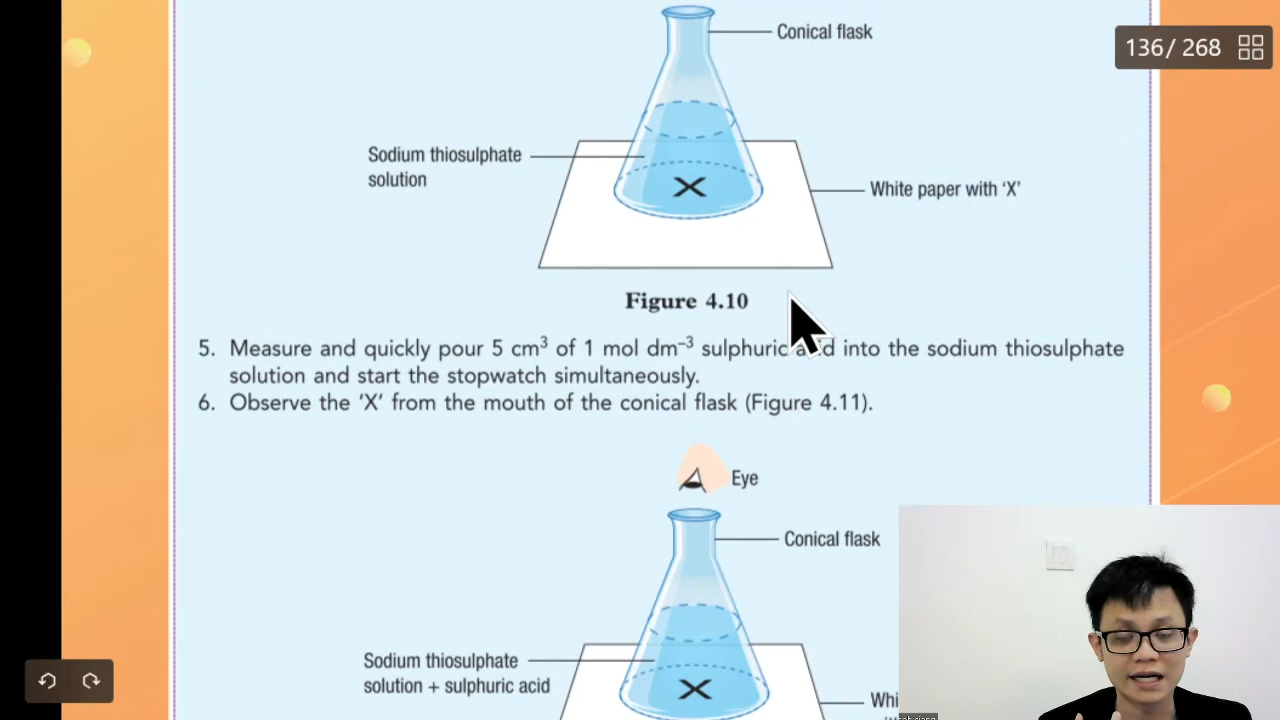 Conical flask
136/ 268
Sodium thiosulphate
solution
White paper with ‘X’
X
Figure 4.10
5. Measure and quickly pour 5 cm³ of 1 mol dm⁻³ sulphuric acid into the sodium thiosulphate
solution and start the stopwatch simultaneously.
6. Observe the ‘X’ from the mouth of the conical flask (Figure 4.11).
Eye
Conical flask
Sodium thiosulphate
solution + sulphuric acid
X